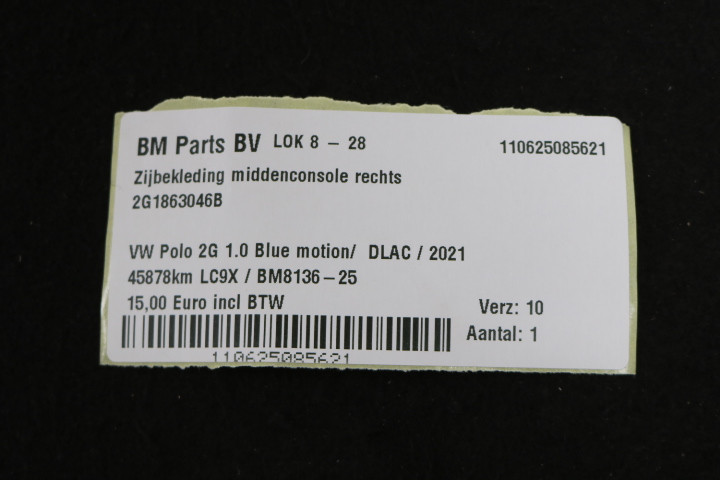 BM Parts BV LOK 8 - 28 110625085621
Zijbekleding middenconsole rechts
2G1863046B
VW Polo 2G 1.0 Blue motion/ DLAC / 2021
45878km LC9X / BM8136-25
15,00 Euro incl BTW Verz: 10
Aantal: 1
110625085621